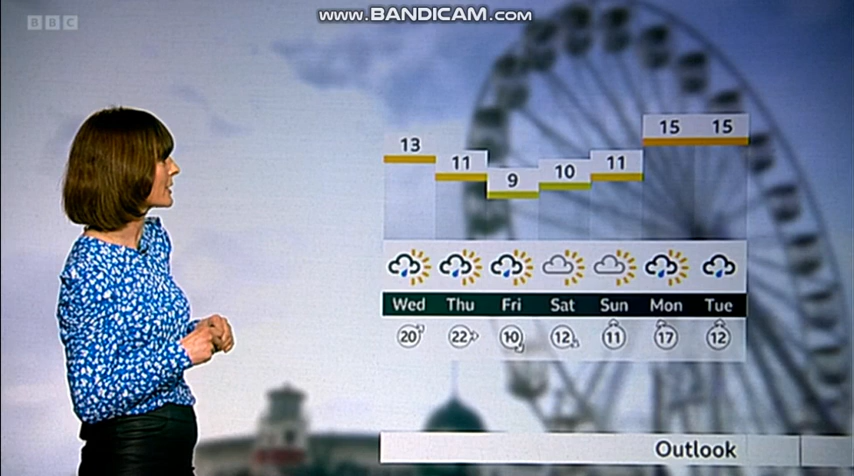 BBC
www.BANDICAM.com
13 11 9 10 11 15 15
Wed Thu Fri Sat Sun Mon Tue
20 22 10 12 11 17 12
Outlook